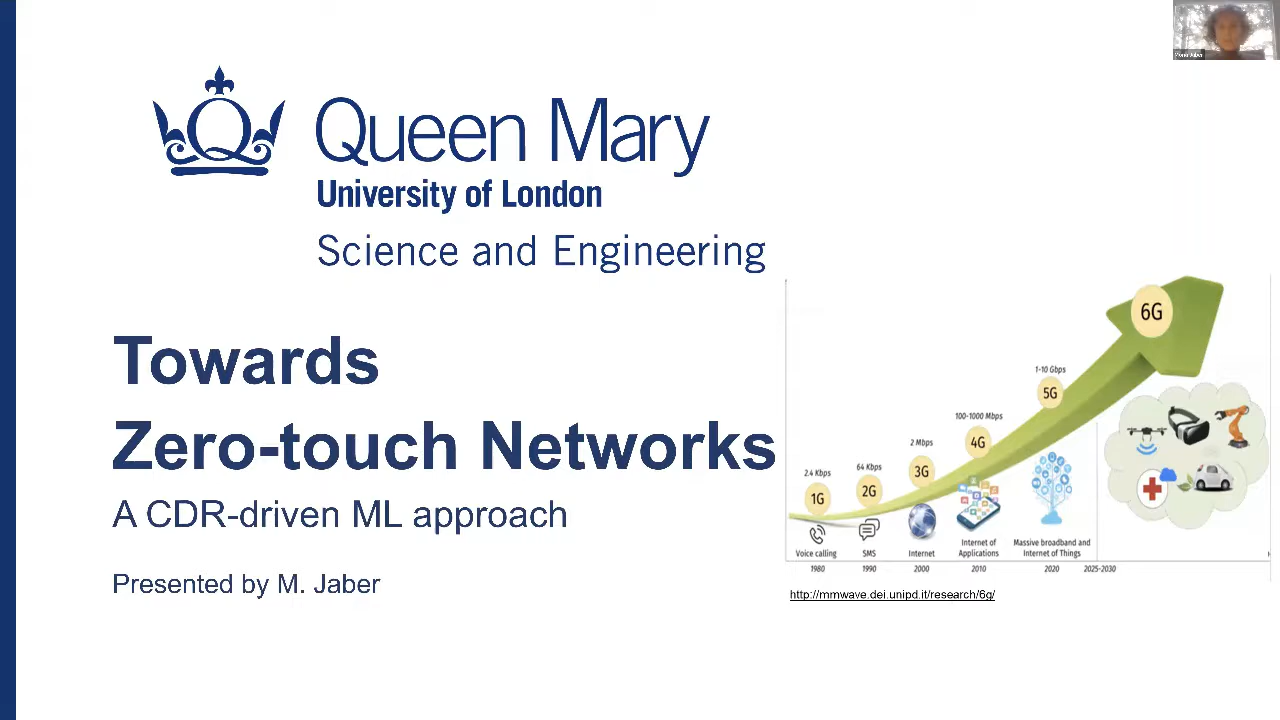 Mona Jaber
Queen Mary
University of London
Science and Engineering
Towards
Zero-touch Networks
A CDR-driven ML approach
Presented by M. Jaber
6G
1-10 Gbps
5G
100-1000 Mbps
4G
2 Mbps
3G
64 Kbps
2G
2.4 Kbps
1G
Voice calling
SMS
Internet
Internet of
Applications
Massive broadband and
Internet of Things
1980
1990
2000
2010
2020
2025-2030
http://mmwave.dei.unipd.it/research/6g/